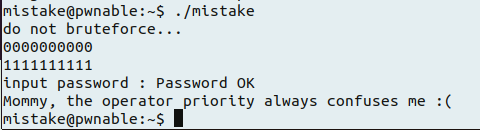 mistake@pwnable:~$ ./mistake
do not bruteforce...
0000000000
1111111111
input password : Password OK
Mommy, the operator priority always confuses me :(
mistake@pwnable:~$